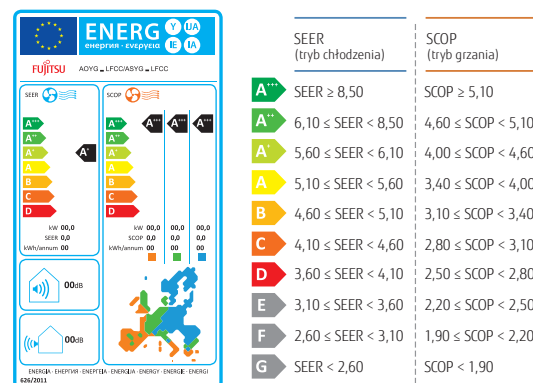 ENERG Y UA
енергия · ενεργεια IE IA
FUJITSU
AOYG LFCC/ASYG LFCC
SEER
SCOP
A+++ A+++ A+++ A+++ A+++
A++ A++
A+ A+ A+
A A
B B
C C
D D
kW 00,0 kW 00,0 00,0 00,0
SEER 0,0 SCOP 0,0 0,0 0,0
kWh/annum 00 kWh/annum 00 00 00
00dB
00dB
ENERGIA · ЕНЕРГИЯ · ΕΝΕΡΓΕΙΑ · ENERGIJA · ENERGY · ENERGIE · ENERGI
626/2011
SEER SCOP
(tryb chłodzenia) (tryb grzania)
A+++ SEER ≥ 8,50 SCOP ≥ 5,10
A++ 6,10 ≤ SEER < 8,50 4,60 ≤ SCOP < 5,10
A+ 5,60 ≤ SEER < 6,10 4,00 ≤ SCOP < 4,60
A 5,10 ≤ SEER < 5,60 3,40 ≤ SCOP < 4,00
B 4,60 ≤ SEER < 5,10 3,10 ≤ SCOP < 3,40
C 4,10 ≤ SEER < 4,60 2,80 ≤ SCOP < 3,10
D 3,60 ≤ SEER < 4,10 2,50 ≤ SCOP < 2,80
E 3,10 ≤ SEER < 3,60 2,20 ≤ SCOP < 2,50
F 2,60 ≤ SEER < 3,10 1,90 ≤ SCOP < 2,20
G SEER < 2,60 SCOP < 1,90